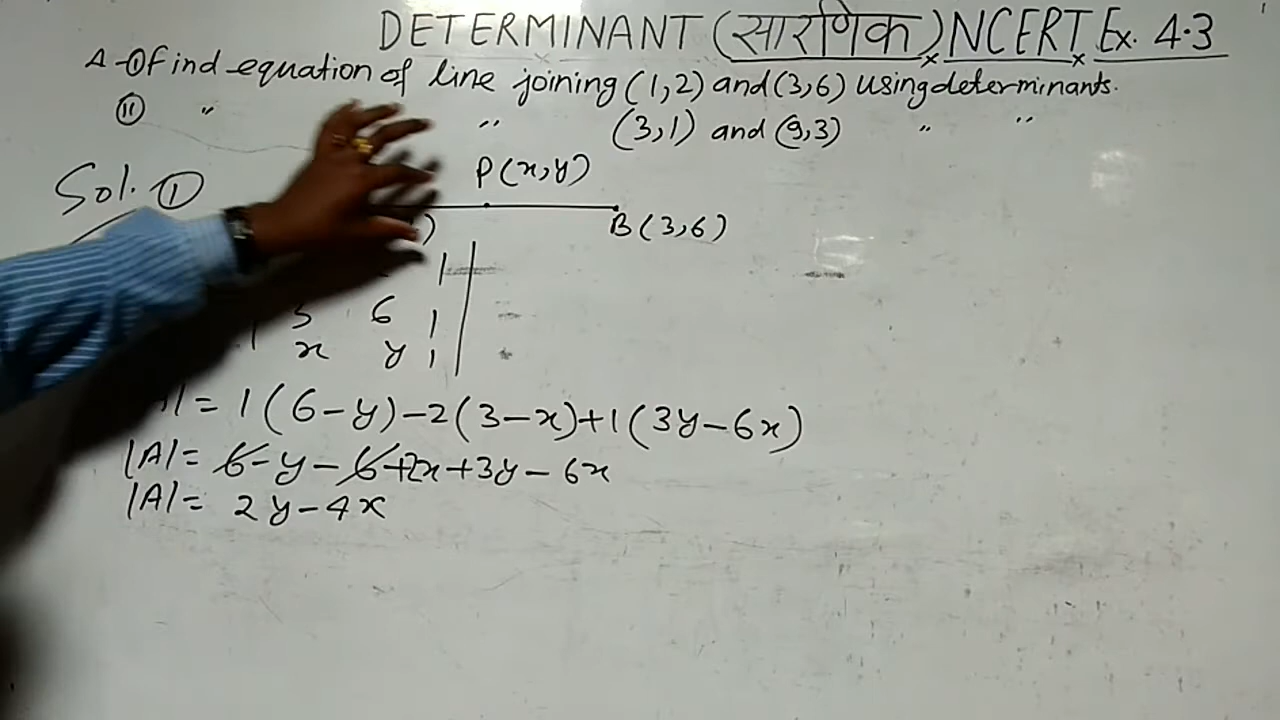 DETERMINANT (सारणिक) NCERT Ex. 4.3
A-① Find equation of line joining (1,2) and (3,6) using determinants.
⑪ " " (3,1) and (9,3) " "
Sol. ① P(x,y)
) B(3,6)
1
3 6 1
x y 1
= 1(6-y)-2(3-x)+1(3y-6x)
|A|= 6-y-6+2x+3y-6x
|A|= 2y-4x